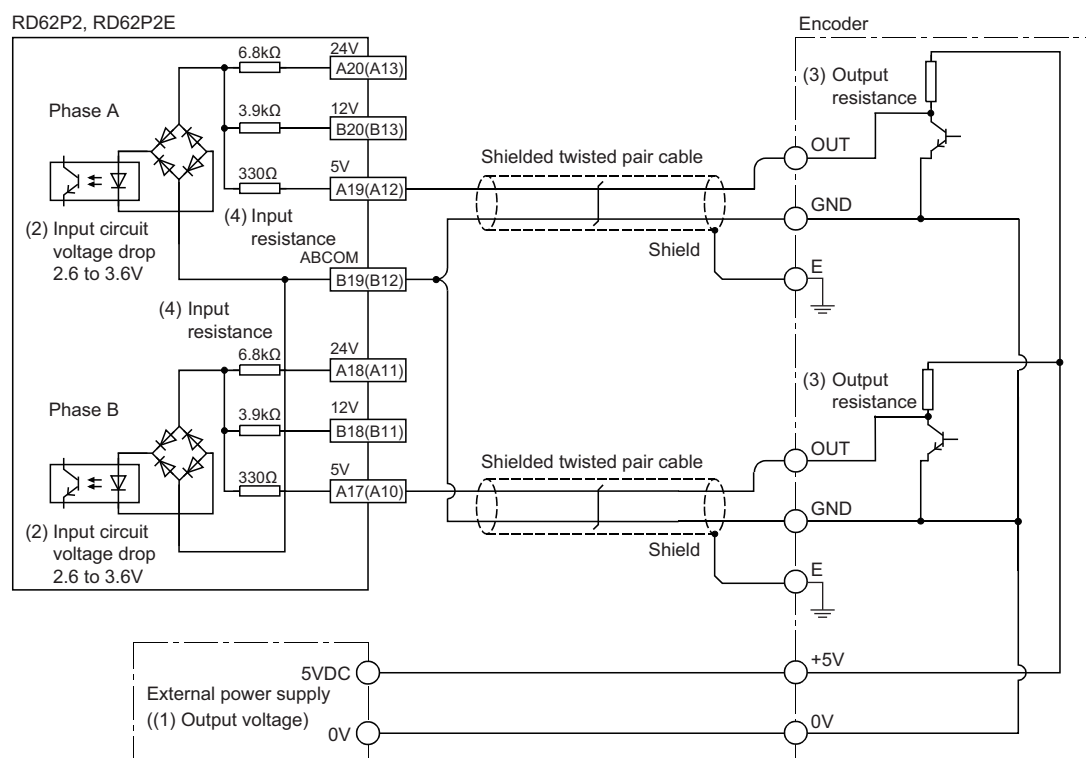 RD62P2, RD62P2E
Encoder
6.8kΩ
24V
A20(A13)
Phase A
3.9kΩ
12V
B20(B13)
330Ω
5V
A19(A12)
(4) Input
resistance
(2) Input circuit
voltage drop
2.6 to 3.6V
ABCOM
B19(B12)
Shielded twisted pair cable
Shield
(3) Output
resistance
OUT
GND
E
(4) Input
resistance
6.8kΩ
24V
A18(A11)
Phase B
3.9kΩ
12V
B18(B11)
330Ω
5V
A17(A10)
(2) Input circuit
voltage drop
2.6 to 3.6V
Shielded twisted pair cable
Shield
(3) Output
resistance
OUT
GND
E
5VDC
+5V
External power supply
((1) Output voltage)
0V
0V